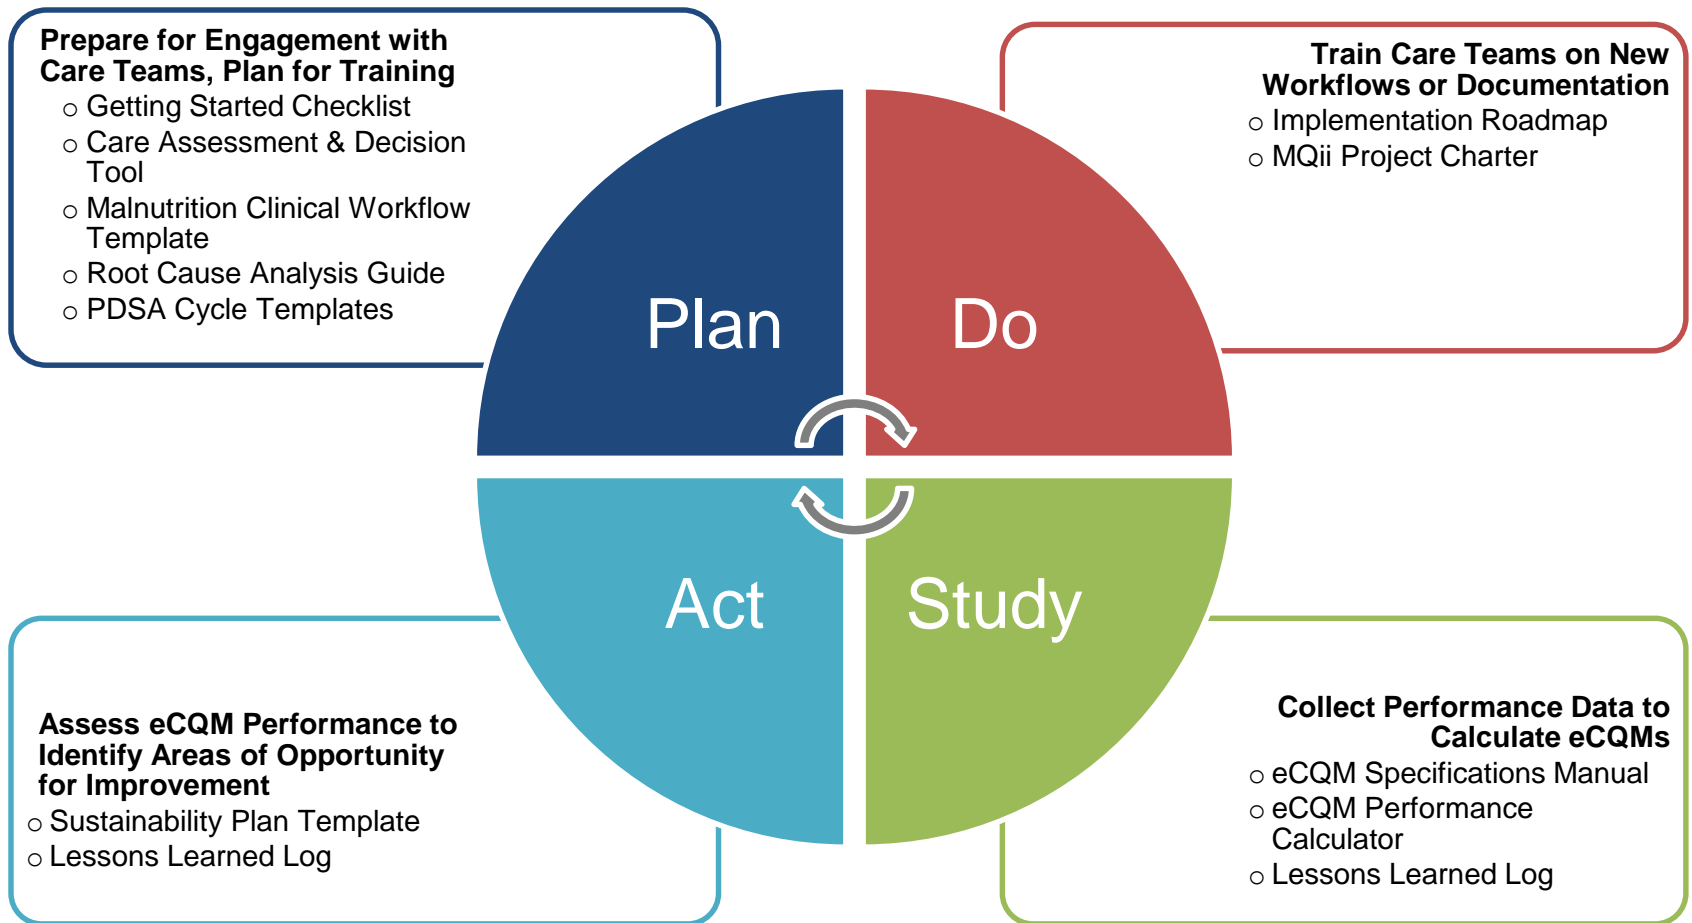 Prepare for Engagement with
Care Teams, Plan for Training
○ Getting Started Checklist
○ Care Assessment & Decision
Tool
○ Malnutrition Clinical Workflow
Template
○ Root Cause Analysis Guide
○ PDSA Cycle Templates
Train Care Teams on New
Workflows or Documentation
○ Implementation Roadmap
○ MQii Project Charter
Plan
Do
Act
Study
Assess eCQM Performance to
Identify Areas of Opportunity
for Improvement
○ Sustainability Plan Template
○ Lessons Learned Log
Collect Performance Data to
Calculate eCQMs
○ eCQM Specifications Manual
○ eCQM Performance
Calculator
○ Lessons Learned Log